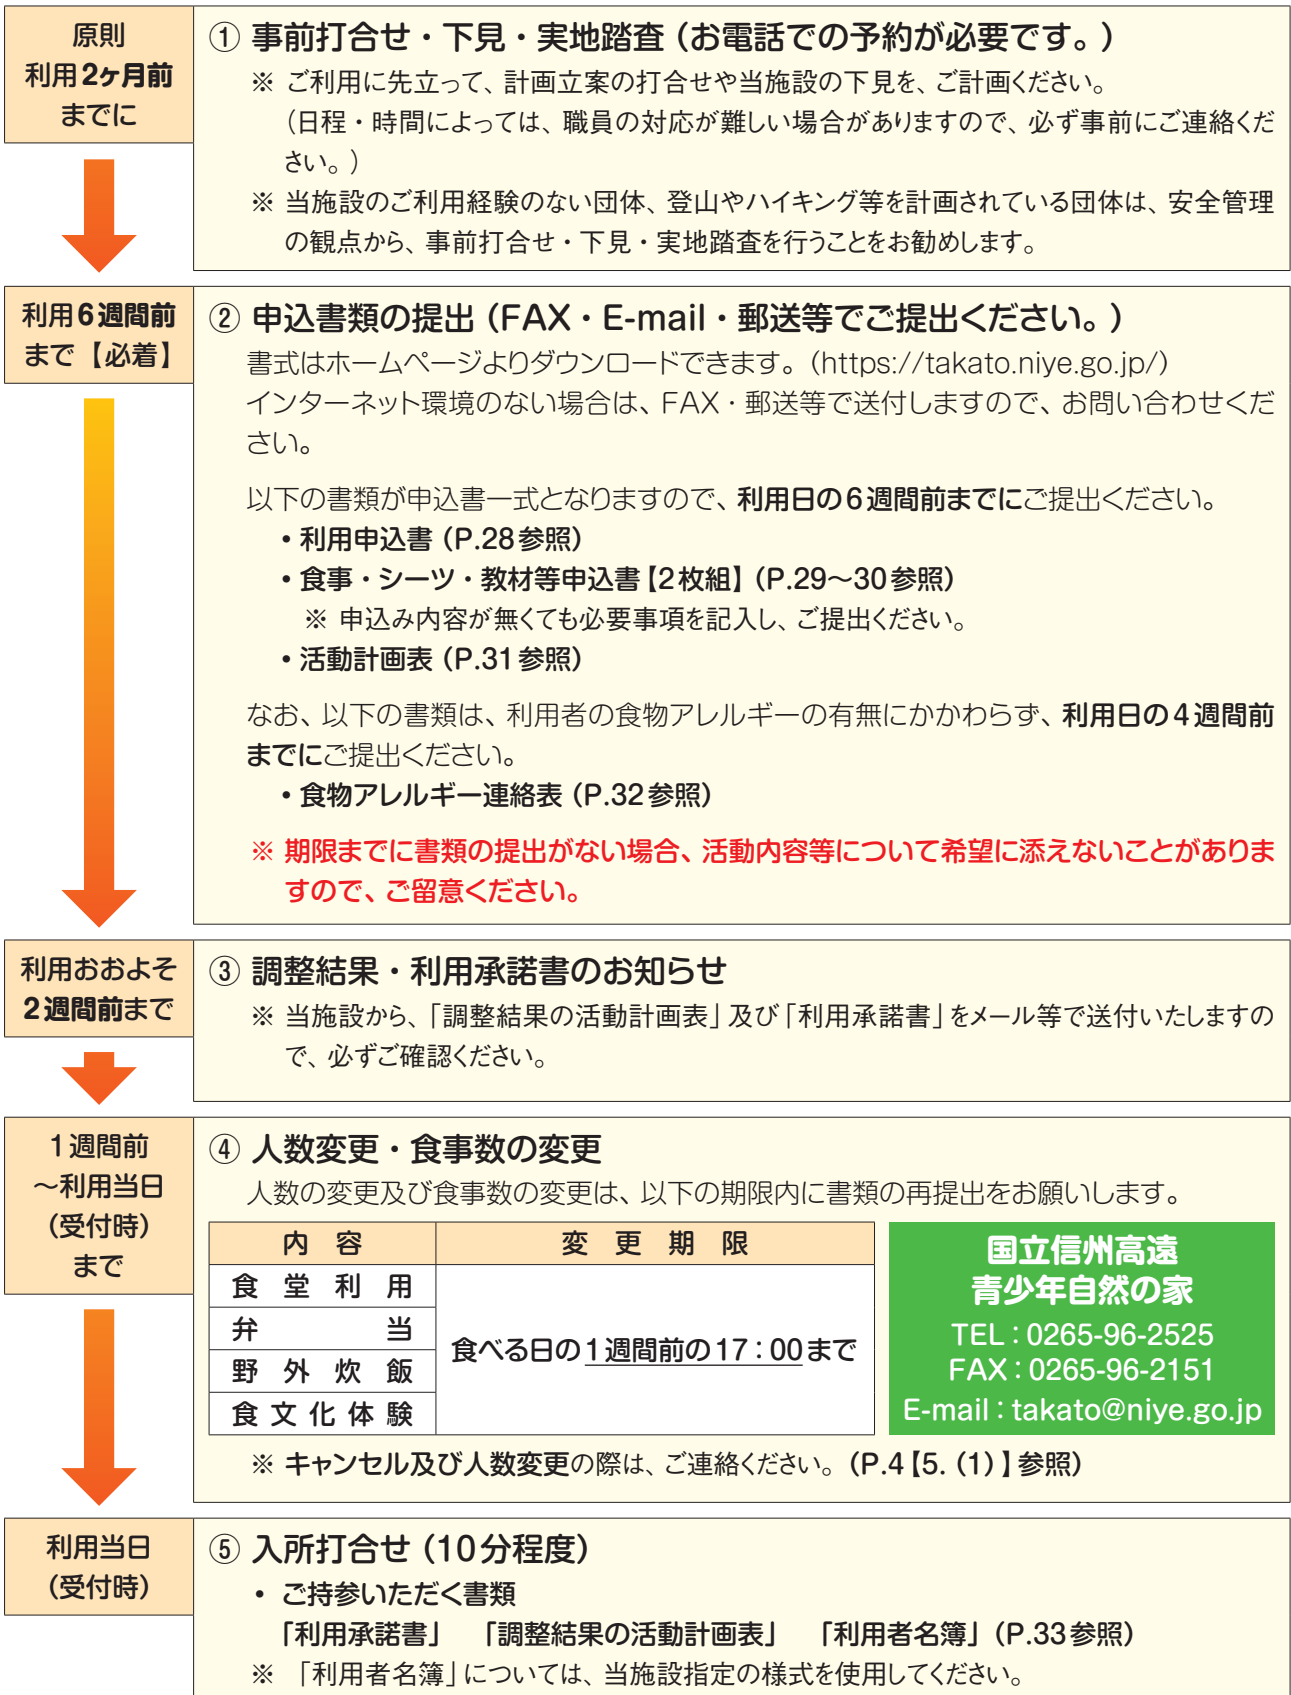 原則
利用2ヶ月前
までに
① 事前打合せ・下見・実地踏査（お電話での予約が必要です。）
※ ご利用に先立って、計画立案の打合せや当施設の下見を、ご計画ください。
（日程・時間によっては、職員の対応が難しい場合がありますので、必ず事前にご連絡くだ
さい。）
※ 当施設のご利用経験のない団体、登山やハイキング等を計画されている団体は、安全管理
の観点から、事前打合せ・下見・実地踏査を行うことをお勧めします。
利用6週間前
まで【必着】
② 申込書類の提出（FAX・E-mail・郵送等でご提出ください。）
書式はホームページよりダウンロードできます。（https://takato.niye.go.jp/）
インターネット環境のない場合は、FAX・郵送等で送付しますので、お問い合わせくだ
さい。
以下の書類が申込書一式となりますので、利用日の6週間前までにご提出ください。
・利用申込書（P.28参照）
・食事・シーツ・教材等申込書【2枚組】（P.29～30参照）
※ 申込み内容が無くても必要事項を記入し、ご提出ください。
・活動計画表（P.31参照）
なお、以下の書類は、利用者の食物アレルギーの有無にかかわらず、利用日の4週間前
までにご提出ください。
・食物アレルギー連絡表（P.32参照）
※ 期限までに書類の提出がない場合、活動内容等について希望に添えないことがありま
すので、ご留意ください。
利用おおよそ
2週間前まで
③ 調整結果・利用承諾書のお知らせ
※ 当施設から、「調整結果の活動計画表」及び「利用承諾書」をメール等で送付いたしますの
で、必ずご確認ください。
1週間前
～利用当日
（受付時）
まで
④ 人数変更・食事数の変更
人数の変更及び食事数の変更は、以下の期限内に書類の再提出をお願いします。
内容 変更期限
食堂利用
弁当
野外炊飯
食文化体験
食べる日の1週間前の17：00まで
国立信州高遠
青少年自然の家
TEL：0265-96-2525
FAX：0265-96-2151
E-mail：takato@niye.go.jp
※ キャンセル及び人数変更の際は、ご連絡ください。（P.4【5.（1）】参照）
利用当日
（受付時）
⑤ 入所打合せ（10分程度）
・ ご持参いただく書類
「利用承諾書」 「調整結果の活動計画表」 「利用者名簿」（P.33参照）
※ 「利用者名簿」については、当施設指定の様式を使用してください。